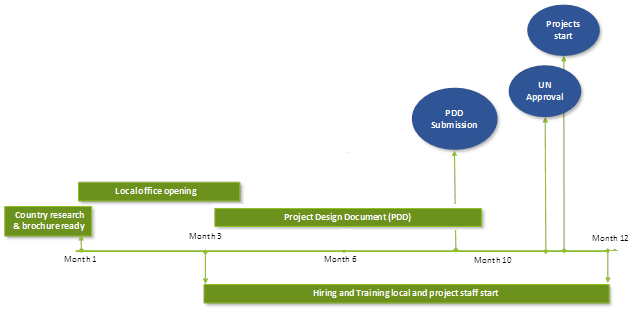 Projects
start
UN
Approval
PDD
Submission
Local office opening
Country research
& brochure ready
Project Design Document (PDD)
Month 3
Month 12
Month 1
Month 6
Month 10
Hiring and Training local and project staff start